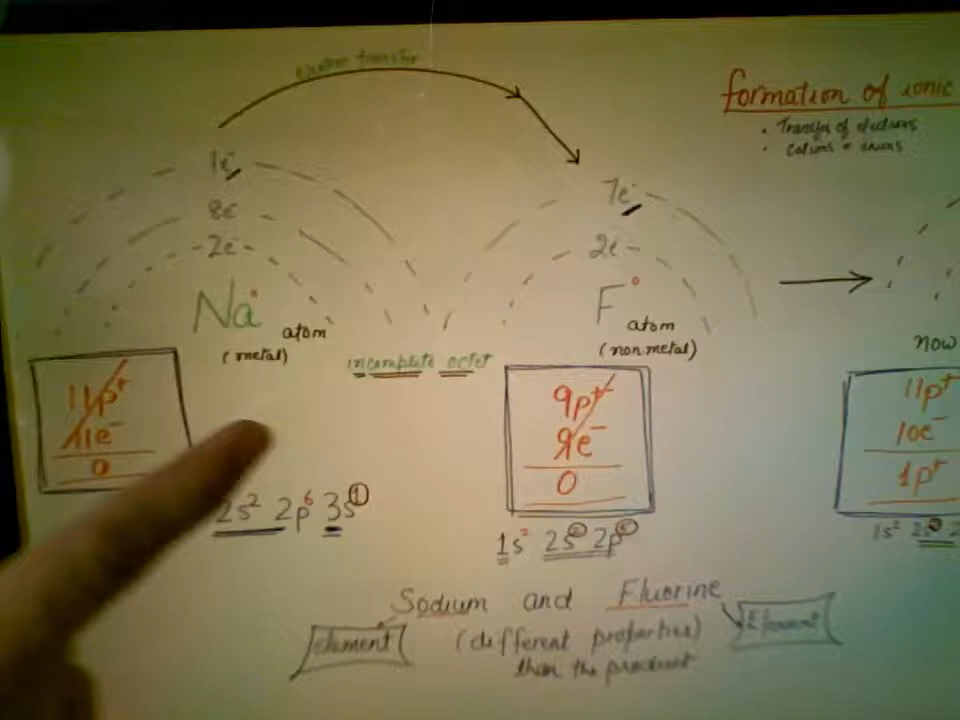 electron transfer
formation of ionic
• Transfer of electrons
• Cations + anions
1e⁻
8e⁻
2e⁻
7e⁻
2e⁻
Na°
atom
(metal)
F°
atom
(nonmetal)
incomplete octet
now
11p⁺
11e⁻
0
9p⁺
9e⁻
0
11p⁺
10e⁻
1p⁺
2s² 2p⁶ 3s¹
1s² 2s² 2p⁵
1s²
Sodium and Fluorine
element
(different properties)
Element
than the product